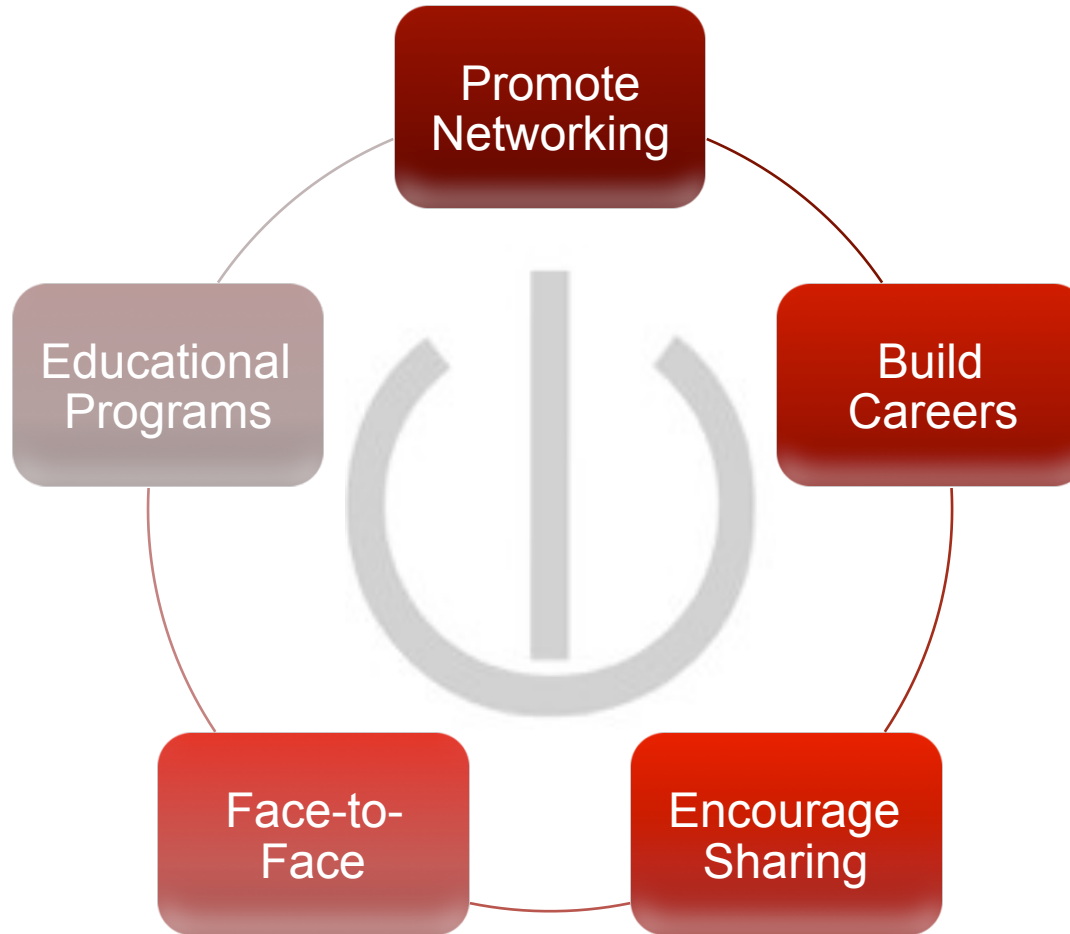 Promote
Networking
Build
Careers
Encourage
Sharing
Face-to-
Face
Educational
Programs